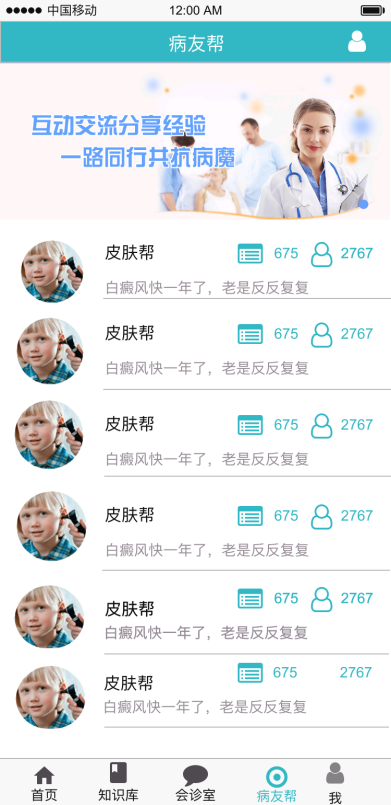 中国移动 12:00 AM
病友帮
互动交流分享经验
一路同行共抗病魔
皮肤帮 675 2767
白癜风快一年了，老是反反复复
皮肤帮 675 2767
白癜风快一年了，老是反反复复
皮肤帮 675 2767
白癜风快一年了，老是反反复复
皮肤帮 675 2767
白癜风快一年了，老是反反复复
皮肤帮 675 2767
白癜风快一年了，老是反反复复
皮肤帮 675 2767
白癜风快一年了，老是反反复复
首页 知识库 会诊室 病友帮 我